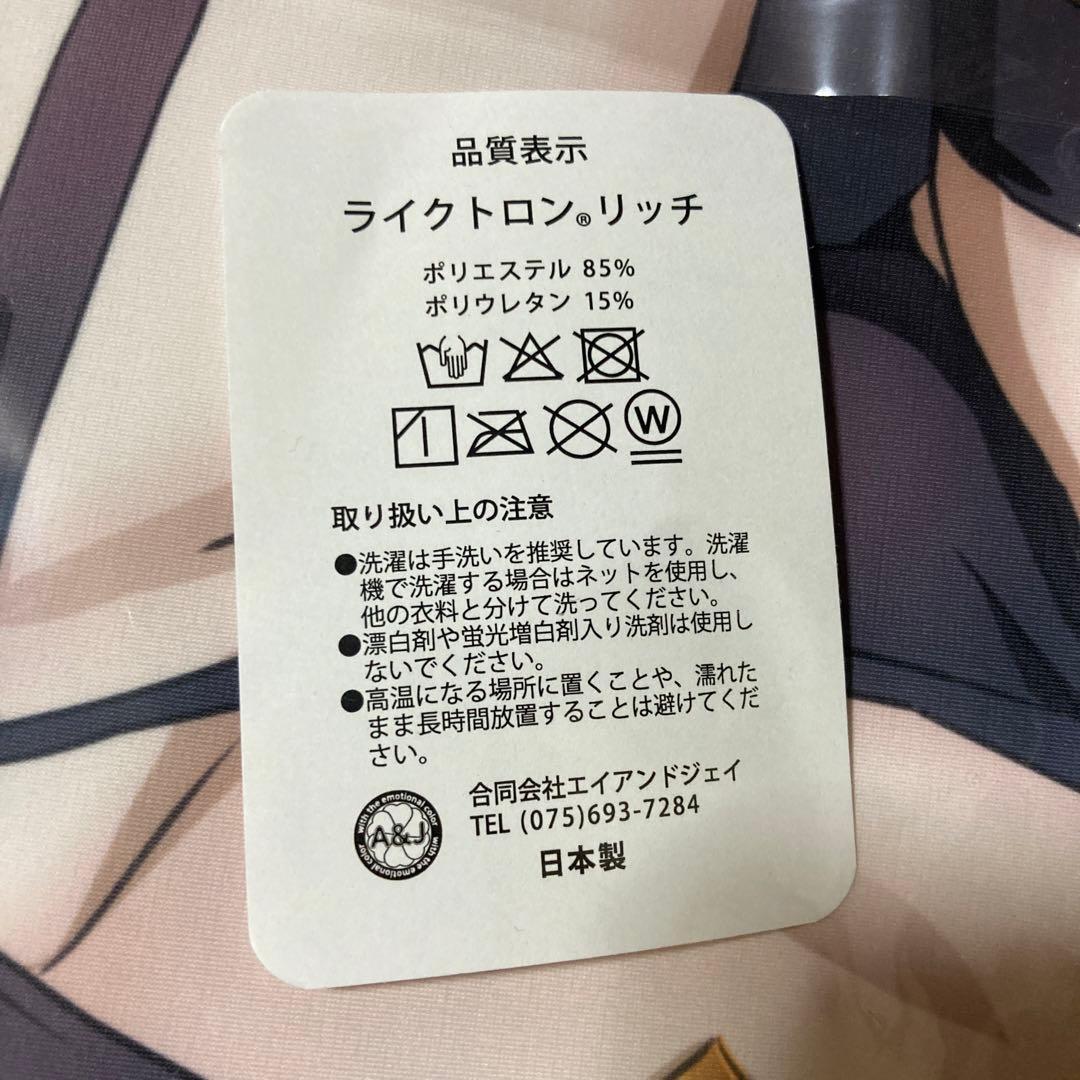 品質表示
ライクトロン®リッチ
ポリエステル 85%
ポリウレタン 15%
W
取り扱い上の注意
●洗濯は手洗いを推奨しています。洗濯
機で洗濯する場合はネットを使用し、
他の衣料と分けて洗ってください。
●漂白剤や蛍光増白剤入り洗剤は使用し
ないでください。
●高温になる場所に置くことや、濡れた
まま長時間放置することは避けてくだ
さい。
with the emotional color
A&J
with the emotional color
合同会社エイアンドジェイ
TEL (075)693-7284
日本製